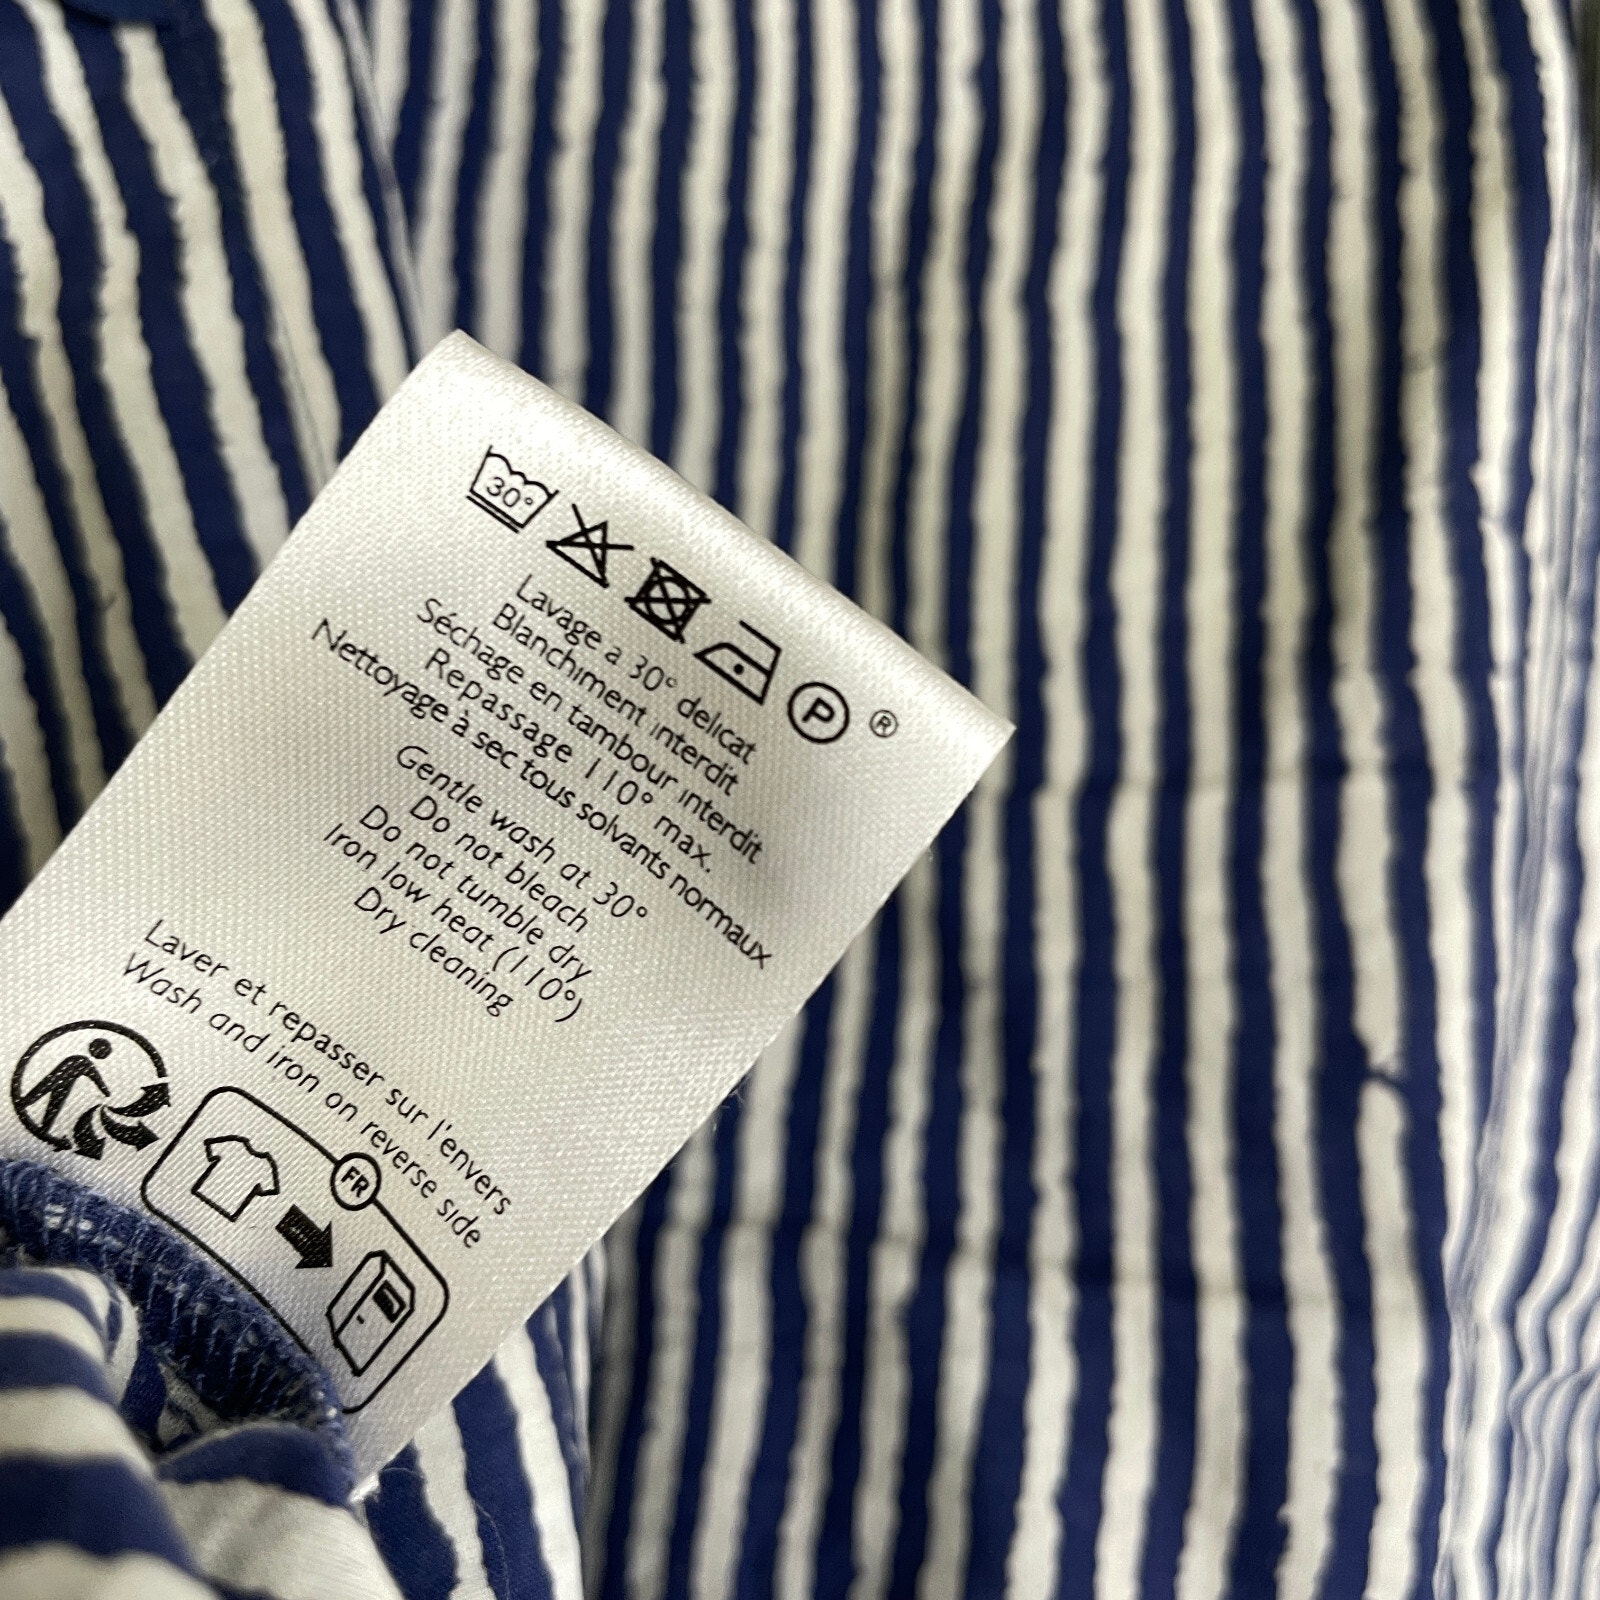 30°
P ®
Lavage à 30° délicat
Blanchiment interdit
Séchage en tambour interdit
Repassage 110° max.
Nettoyage à sec tous solvants normaux
Gentle wash at 30°
Do not bleach
Do not tumble dry
Iron low heat (110°)
Dry cleaning
Laver et repasser sur l'envers
Wash and iron on reverse side
FR